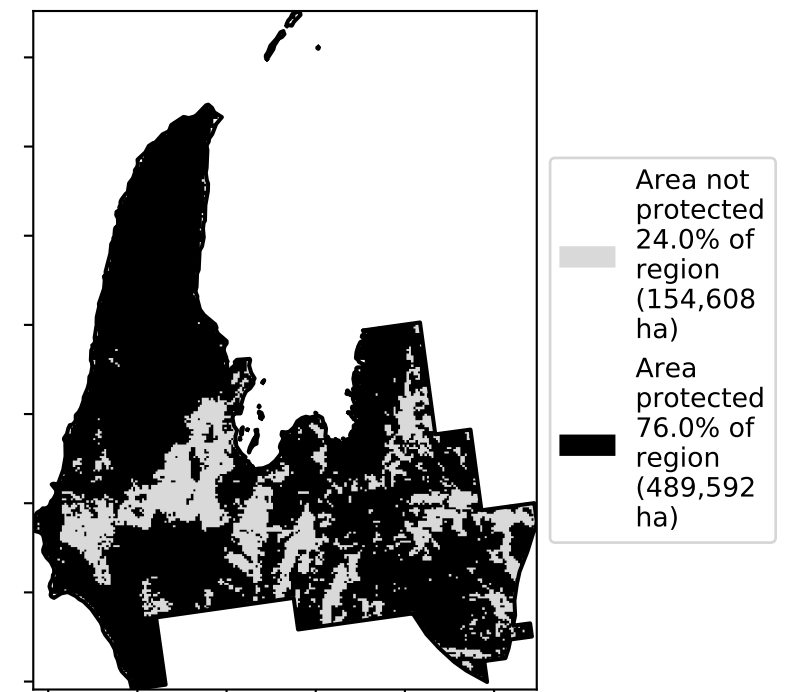 Area not
protected
24.0% of
region
(154,608
ha)
Area
protected
76.0% of
region
(489,592
ha)